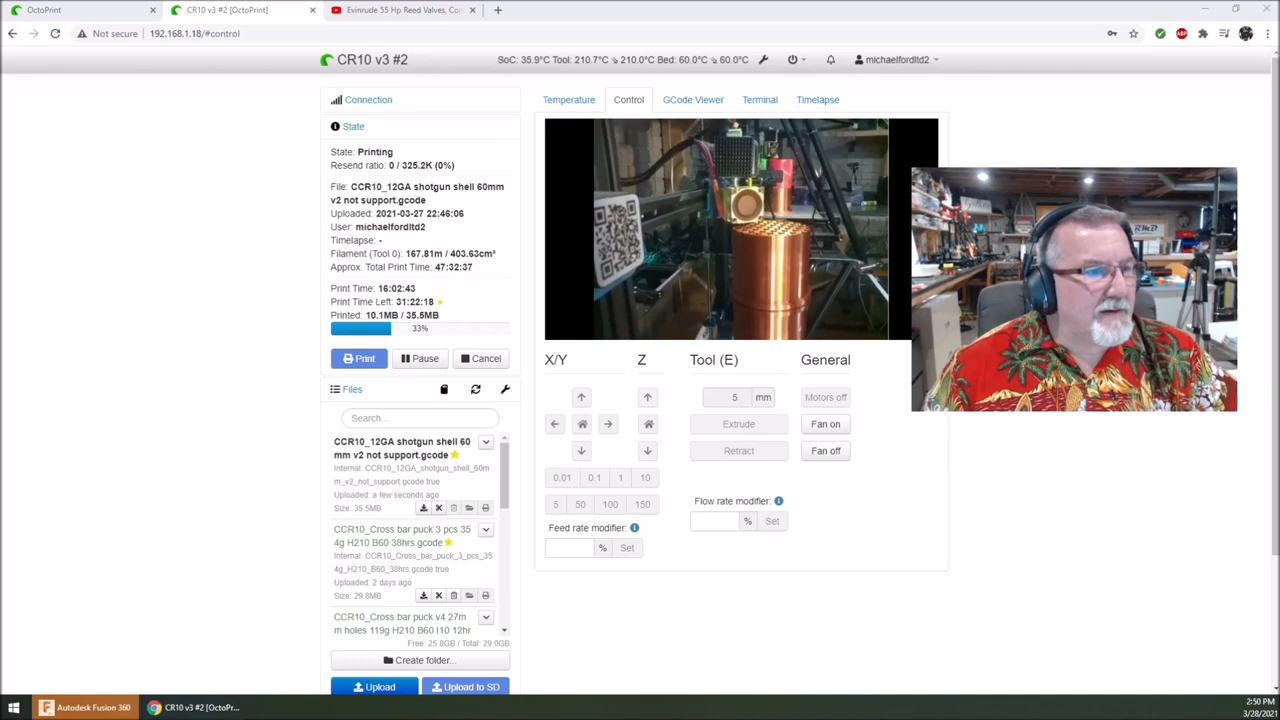 OctoPrint
CR10 v3 #2 [OctoPrint]
Evinrude 55 Hp Reed Valves, Co
Not secure
192.168.1.18/#control
ABP
CR10 v3 #2
SoC: 35.9°C Tool: 210.7°C ⇘ 210.0°C Bed: 60.0°C ⇘ 60.0°C
michaelfordltd2
Connection
State
State: Printing
Resend ratio: 0 / 325.2K (0%)
File: CCR10_12GA shotgun shell 60mm
v2 not support.gcode
Uploaded: 2021-03-27 22:46:06
User: michaelfordltd2
Timelapse: -
Filament (Tool 0): 167.81m / 403.63cm³
Approx. Total Print Time: 47:32:37
Print Time: 16:02:43
Print Time Left: 31:22:18
Printed: 10.1MB / 35.5MB
33%
Print
Pause
Cancel
Files
Search...
CCR10_12GA shotgun shell 60
mm v2 not support.gcode
Internal: CCR10_12GA_shotgun_shell_60m
m_v2_not_support.gcode true
Uploaded: a few seconds ago
Size: 35.5MB
CCR10_Cross bar puck 3 pcs 35
4g H210 B60 38hrs gcode
Internal: CCR10_Cross_bar_puck_3_pcs_35
4g_H210_B60_38hrs gcode true
Uploaded: 2 days ago
Size: 29.8MB
CCR10_Cross bar puck v4 27m
m holes 119g H210 B60 I10 12hr
Free: 25.8GB / Total: 29.0GB
Create folder...
Upload
Upload to SD
Temperature
Control
GCode Viewer
Terminal
Timelapse
RMD
X/Y
Z
Tool (E)
General
5 mm
Motors off
Extrude
Fan on
Retract
Fan off
0.01 0.1 1 10
5 50 100 150
Flow rate modifier:
% Set
Feed rate modifier:
% Set
F
Autodesk Fusion 360
CR10 v3 #2 [OctoPr...
2:50 PM
3/28/2021